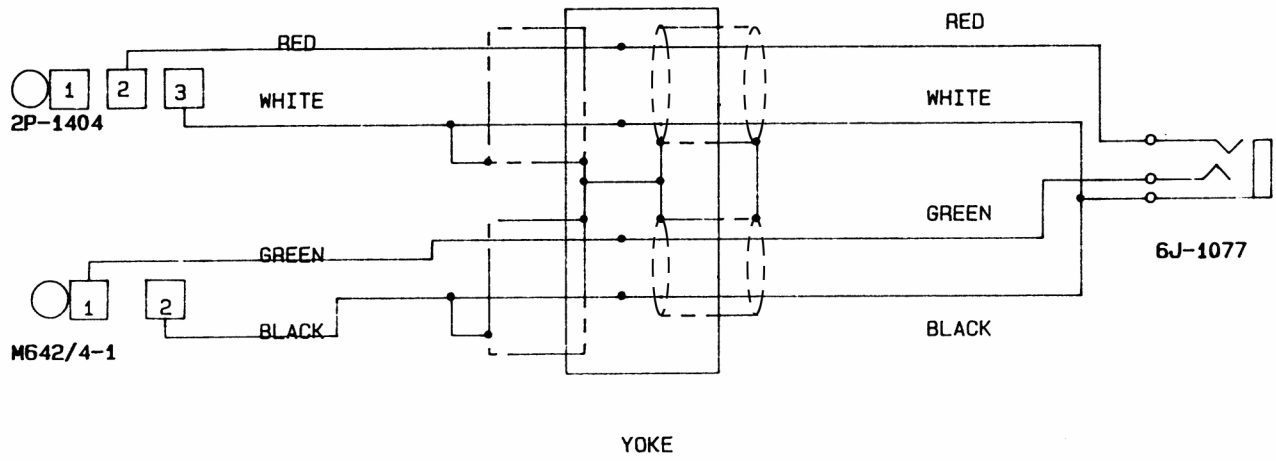 RED
RED
1 2 3
WHITE
WHITE
2P-1404
GREEN
6J-1077
GREEN
1 2
BLACK
BLACK
M642/4-1
YOKE